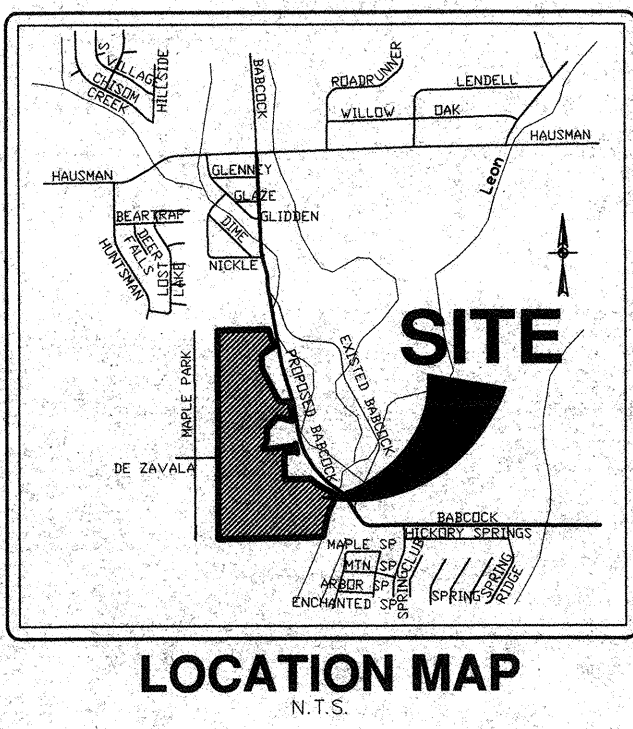 S.VILLAGE
CHISOM
CREEK
HILLSIDE
BABCOCK
ROADRUNNER
LENDELL
WILLOW OAK
HAUSMAN
HAUSMAN
Leon
GLENNEY
GLAZE
GLIDDEN
DIME
NICKLE
BEARTRAP
DEER
FALLS
LOST
LAKE
HUNTSMAN
SITE
MAPLE PARK
PROPOSED BABCOCK
EXISTED BABCOCK
DE ZAVALA
BABCOCK
HICKORY SPRINGS
MAPLE SP
MTN SP
ARBOR SP
ENCHANTED SP
SPRING CLUB
SPRING
SPRING
RIDGE
LOCATION MAP
N.T.S.